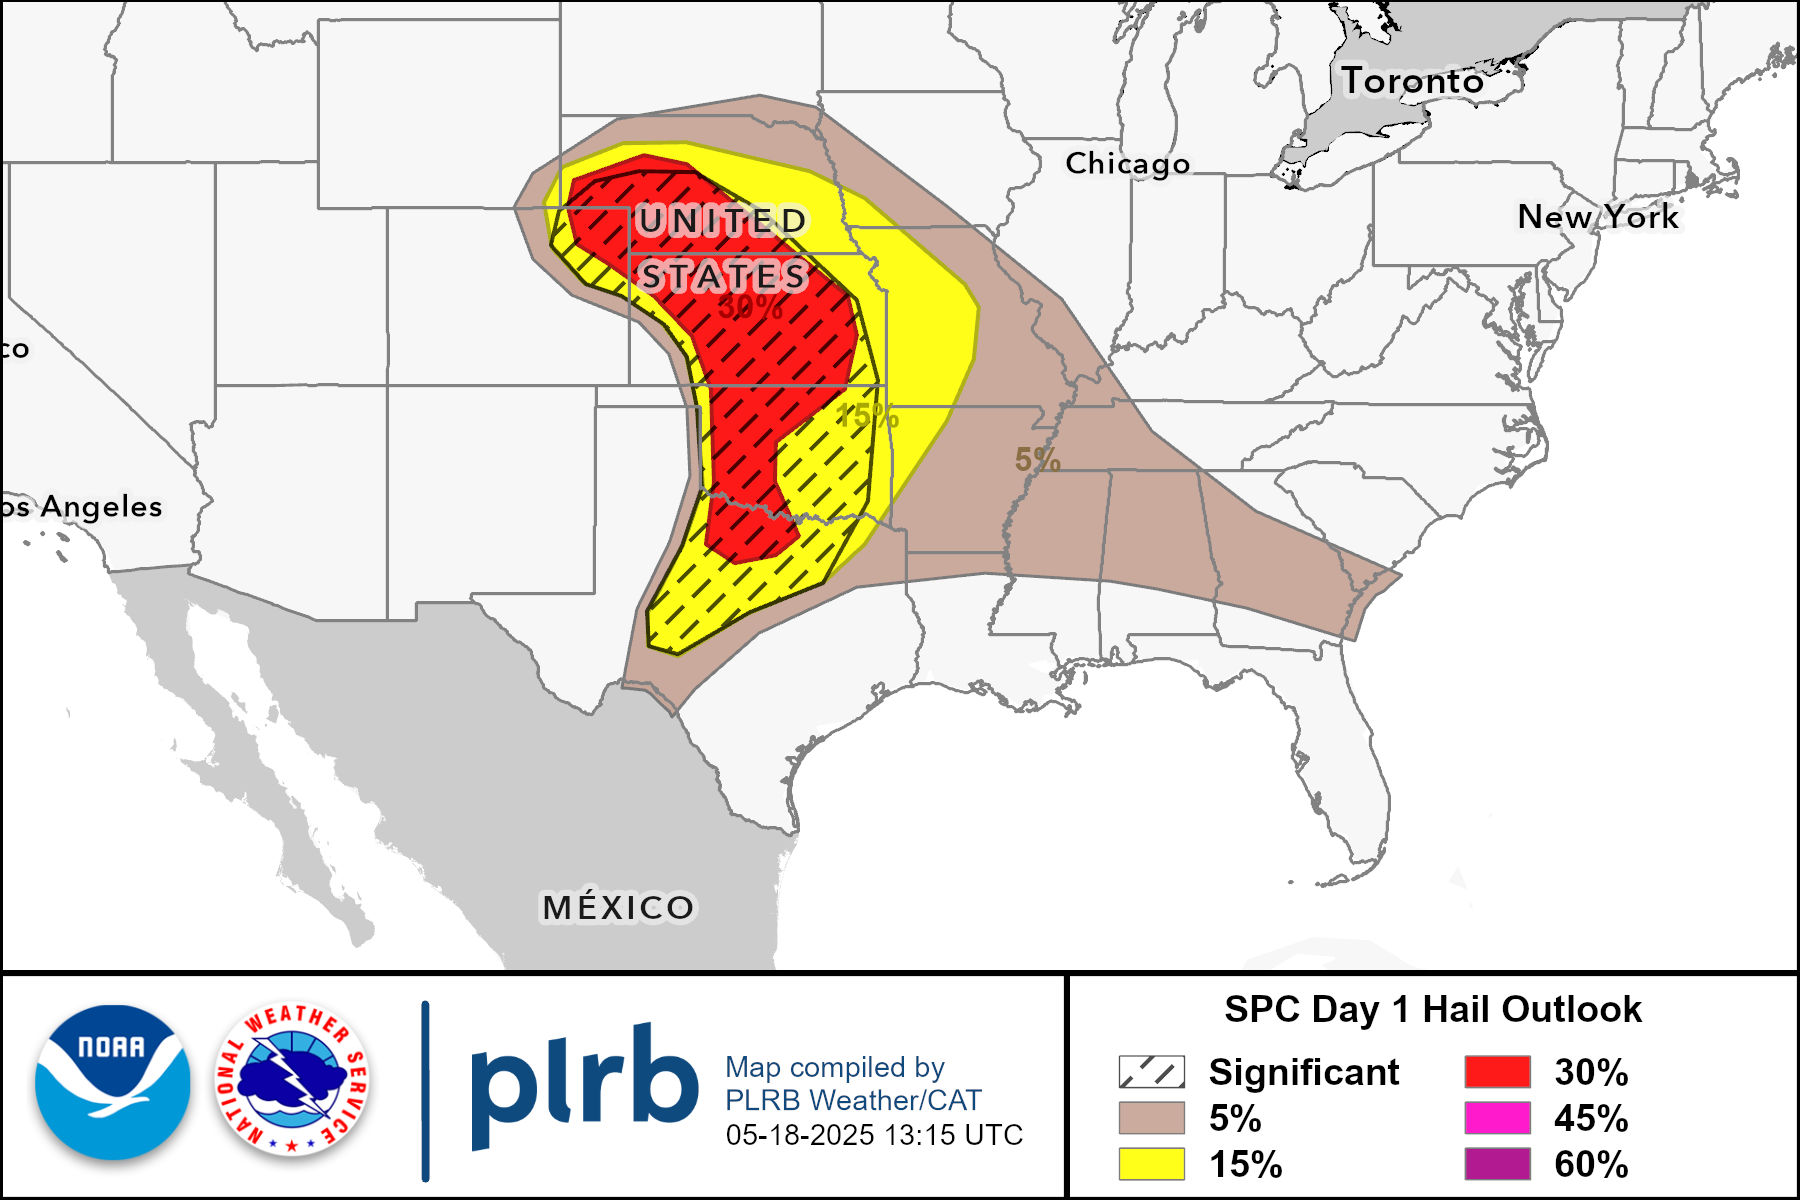 Toronto
Chicago
New York
UNITED
STATES
30%
co
15%
5%
os Angeles
MÉXICO
NOAA
NATIONAL WEATHER SERVICE
plrb
Map compiled by
PLRB Weather/CAT
05-18-2025 13:15 UTC
SPC Day 1 Hail Outlook
Significant
5%
15%
30%
45%
60%